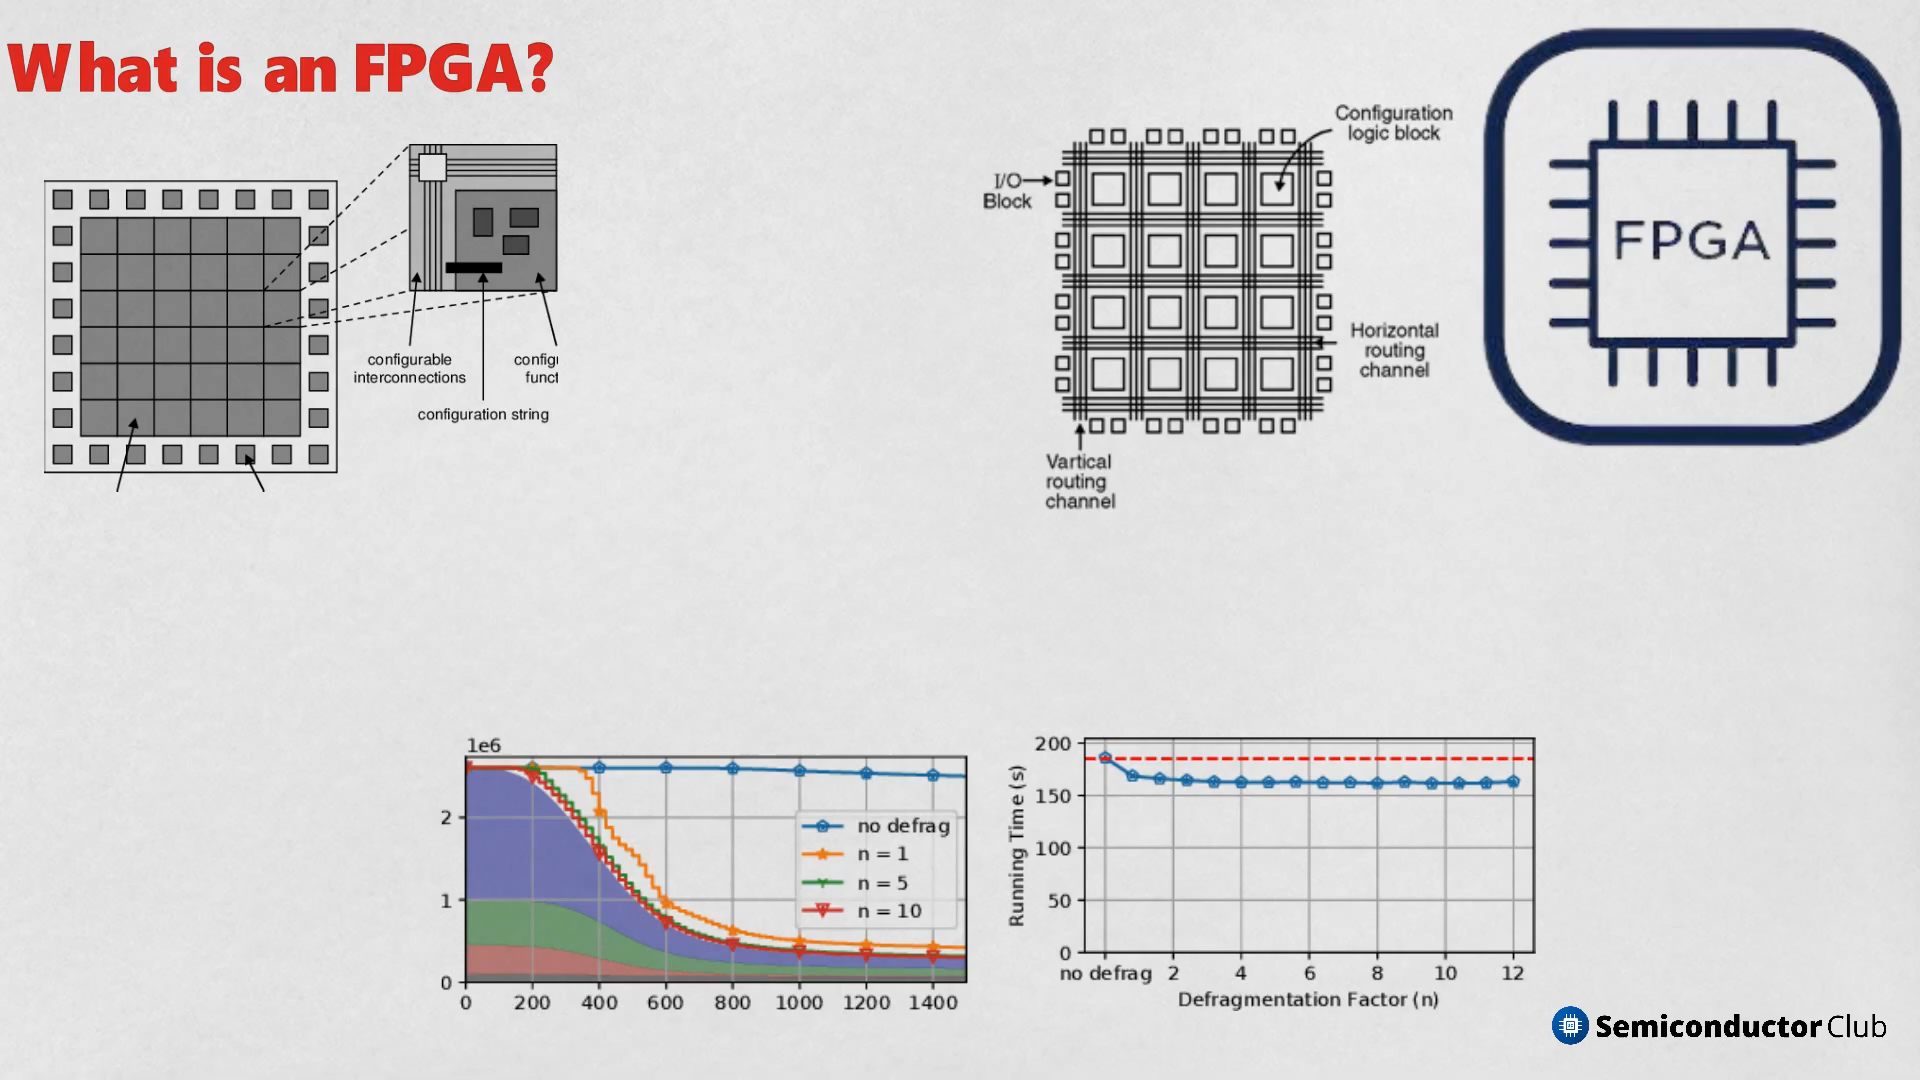 What is an FPGA?
configurable
interconnections
configuration string
Configuration
logic block
I/O
Block
Horizontal
routing
channel
Vartical
routing
channel
FPGA
1e6
2
1
0
0 200 400 600 800 1000 1200 1400
no defrag
n = 1
n = 5
n = 10
Running Time (s)
200
150
100
50
0
no defrag 2 4 6 8 10 12
Defragmentation Factor (n)
Semiconductor Club